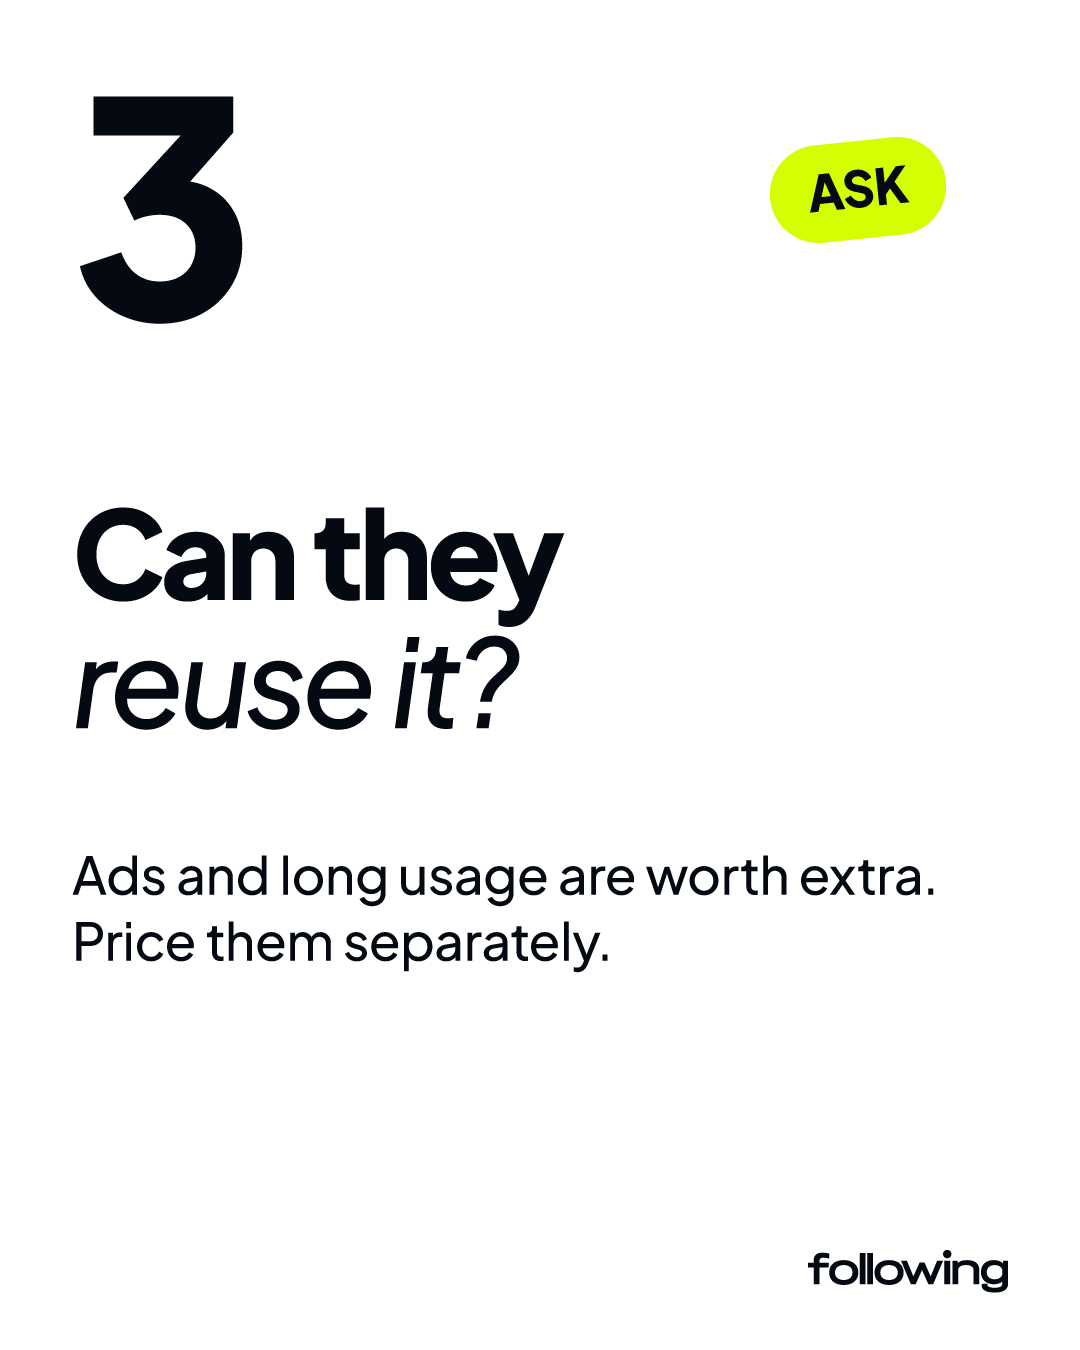 3
ASK
Can they
reuse it?
Ads and long usage are worth extra.
Price them separately.
following